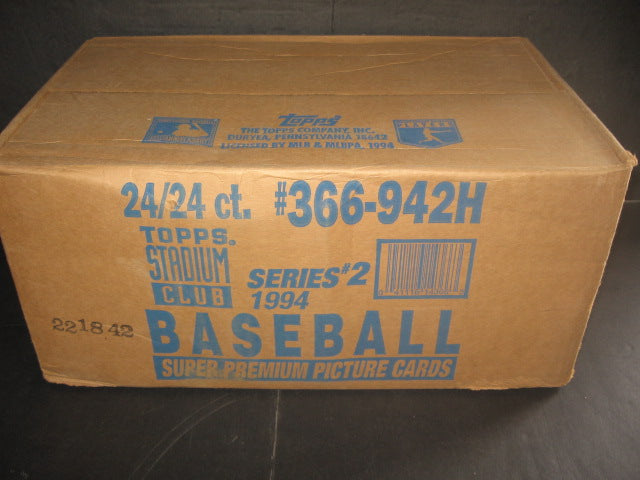 Topps
THE TOPPS COMPANY, INC.
DURYEA, PENNSYLVANIA 18642
LICENSED BY MLB & MLBPA, 1994
PLAYERS
24/24 ct. #366-942H
TOPPS®
STADIUM
CLUB
SERIES #2
1994
221842
BASEBALL
SUPER PREMIUM PICTURE CARDS